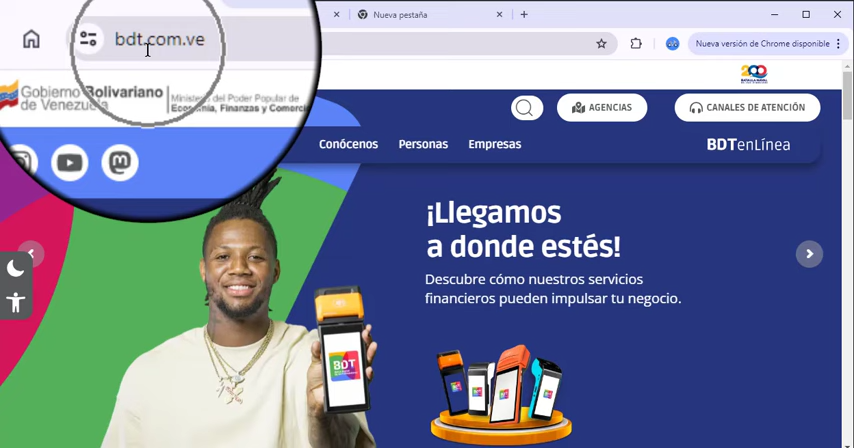 Nueva pestaña
bdt.com.ve
Nueva versión de Chrome disponible
Gobierno Bolivariano
de Venezuela
Ministerio del Poder Popular de
Economía, Finanzas y Comercio
200
AGENCIAS
CANALES DE ATENCIÓN
Conócenos
Personas
Empresas
BDTenLínea
¡Llegamos
a donde estés!
Descubre cómo nuestros servicios
financieros pueden impulsar tu negocio.
BDT